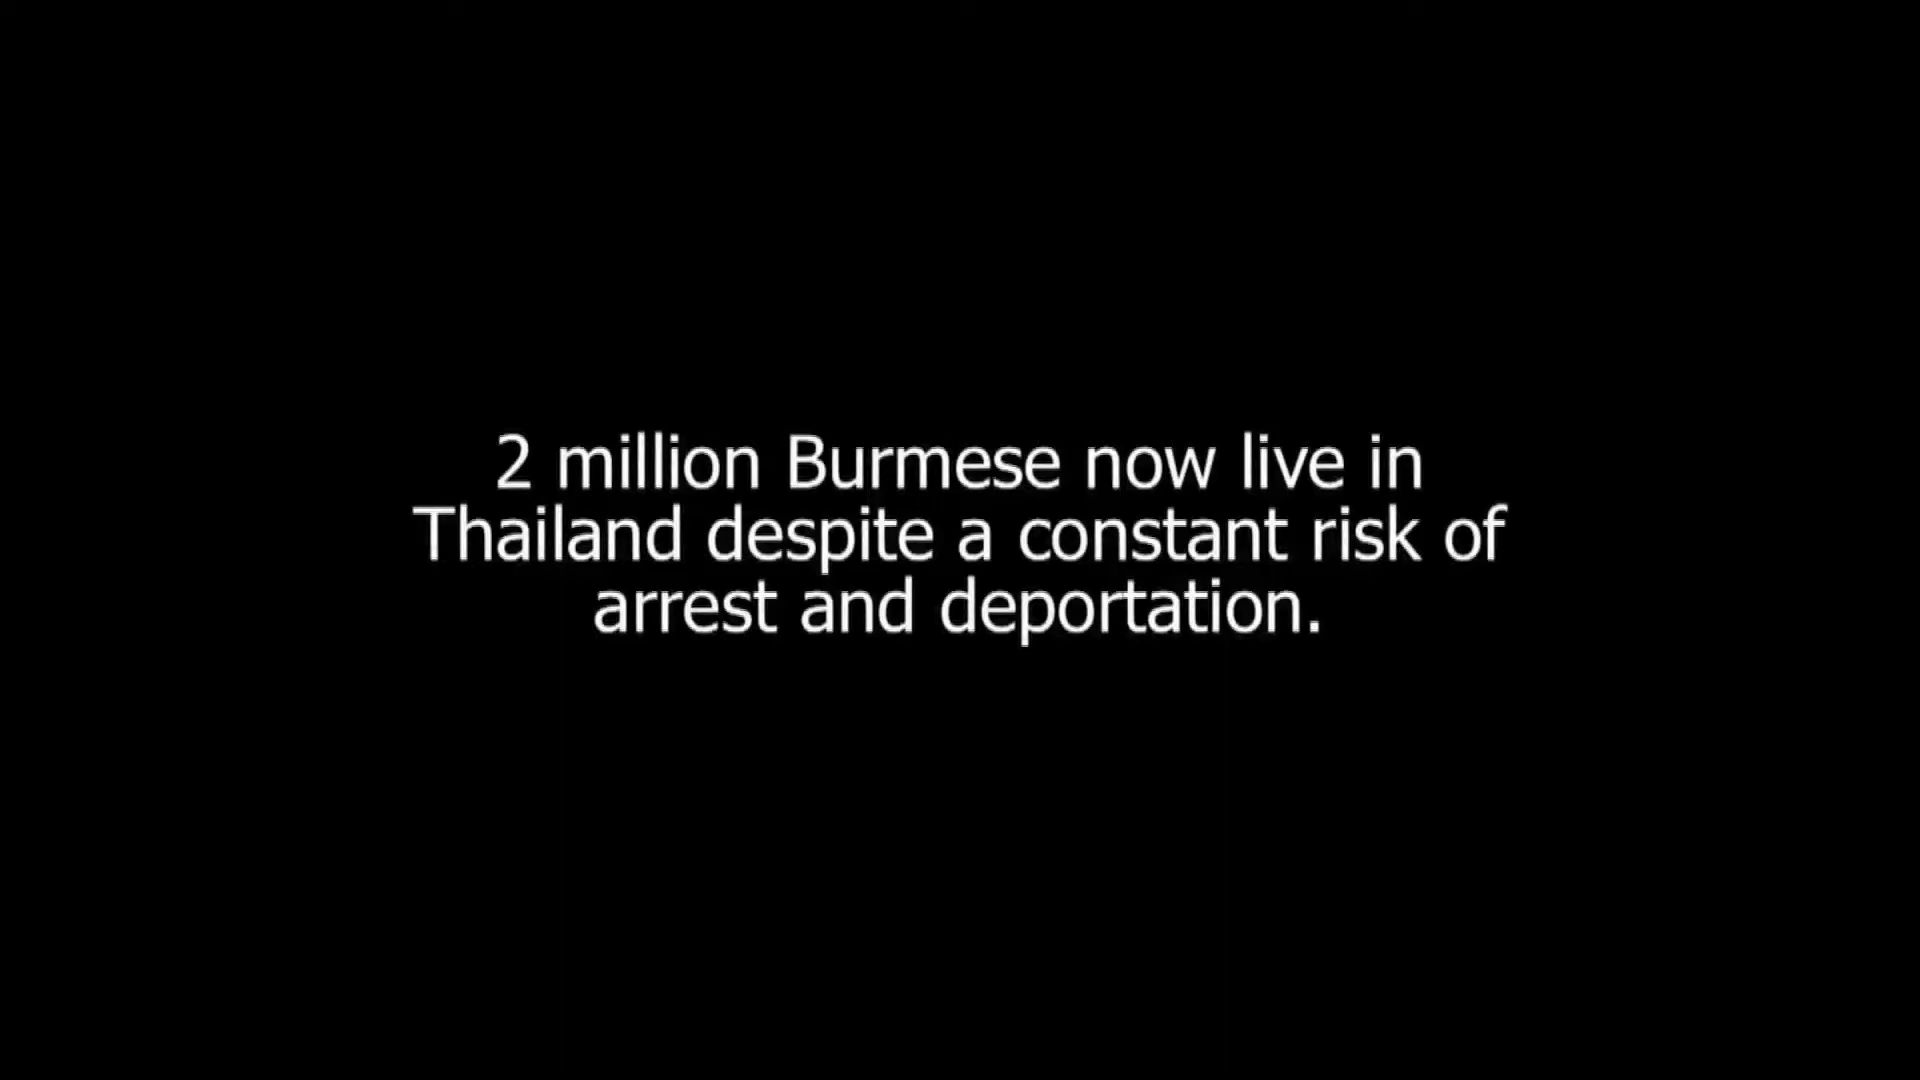 2 million Burmese now live in
Thailand despite a constant risk of
arrest and deportation.